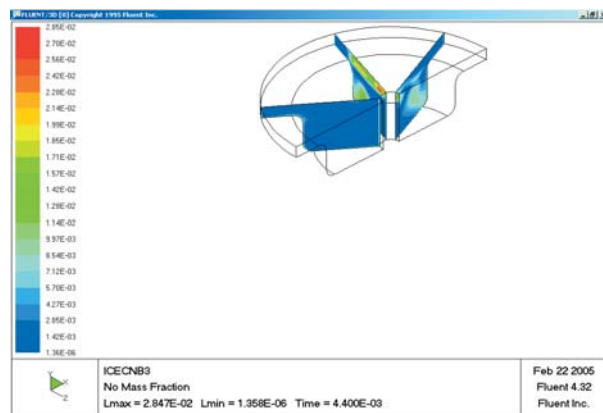 FLUENT/3D [0] Copyright 1995 Fluent Inc.
2.85E-02
2.70E-02
2.56E-02
2.42E-02
2.28E-02
2.14E-02
1.99E-02
1.85E-02
1.71E-02
1.57E-02
1.42E-02
1.28E-02
1.14E-02
9.97E-03
8.54E-03
7.12E-03
5.70E-03
4.27E-03
2.85E-03
1.42E-03
1.36E-06
Y
X
Z
ICECNB3
No Mass Fraction
Lmax = 2.847E-02 Lmin = 1.358E-06 Time = 4.400E-03
Feb 22 2005
Fluent 4.32
Fluent Inc.